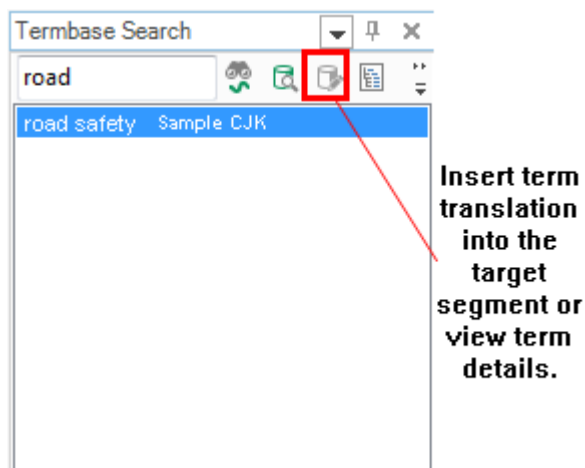 Termbase Search
road
road safety Sample CJK
Insert term
translation
into the
target
segment or
view term
details.